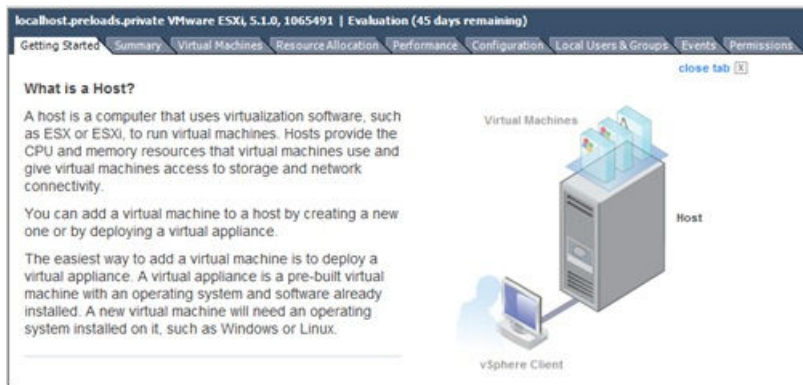 localhost.preloads.private VMware ESXi, 5.1.0, 1065491 | Evaluation (45 days remaining)
Getting Started Summary Virtual Machines Resource Allocation Performance Configuration Local Users & Groups Events Permissions
close tab X
What is a Host?
A host is a computer that uses virtualization software, such
as ESX or ESXi, to run virtual machines. Hosts provide the
CPU and memory resources that virtual machines use and
give virtual machines access to storage and network
connectivity.
You can add a virtual machine to a host by creating a new
one or by deploying a virtual appliance.
The easiest way to add a virtual machine is to deploy a
virtual appliance. A virtual appliance is a pre-built virtual
machine with an operating system and software already
installed. A new virtual machine will need an operating
system installed on it, such as Windows or Linux.
Virtual Machines
Host
vSphere Client